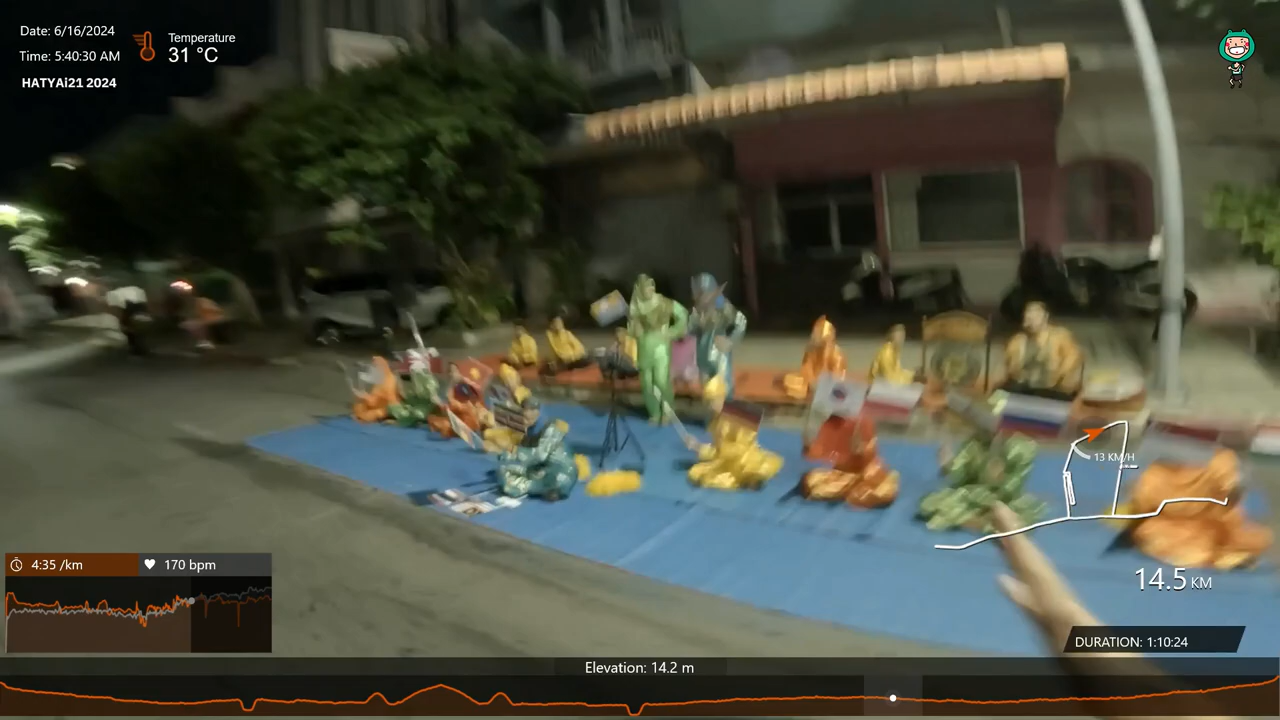 Date: 6/16/2024
Time: 5:40:30 AM
HATYAi21 2024
Temperature
31 °C
13 KM/H
4:35 /km
170 bpm
14.5 KM
DURATION: 1:10:24
Elevation: 14.2 m